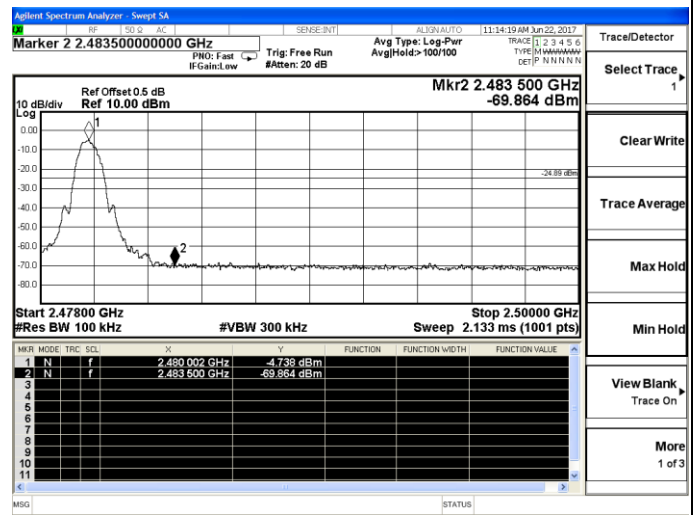 Agilent Spectrum Analyzer - Swept SA
RF 50 Ω AC SENSE:INT ALIGN AUTO 11:14:19 AM Jun 22, 2017
Marker 2 2.483500000000 GHz
PNO: Fast
IFGain:Low
Trig: Free Run
#Atten: 20 dB
Avg Type: Log-Pwr
Avg|Hold:>100/100
TRACE 1 2 3 4 5 6
TYPE M
DET P N N N N N
Ref Offset 0.5 dB
Mkr2 2.483 500 GHz
10 dB/div Ref 10.00 dBm
-69.864 dBm
Log
0.00
-10.0
-20.0
-30.0
-40.0
-50.0
-60.0
-70.0
-80.0
1
2
-24.89 dBm
Start 2.47800 GHz Stop 2.50000 GHz
#Res BW 100 kHz #VBW 300 kHz Sweep 2.133 ms (1001 pts)
MKR MODE TRC SCL X Y FUNCTION FUNCTION WIDTH FUNCTION VALUE
1 N f 2.480 002 GHz -4.738 dBm
2 N f 2.483 500 GHz -69.864 dBm
3
4
5
6
7
8
9
10
11
MSG STATUS
Trace/Detector
Select Trace
1
Clear Write
Trace Average
Max Hold
Min Hold
View Blank
Trace On
More
1 of 3